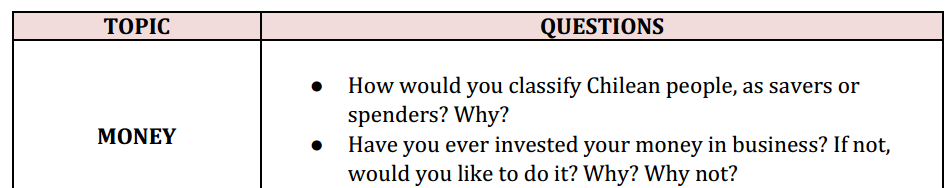 TOPIC
QUESTIONS
MONEY
● How would you classify Chilean people, as savers or
spenders? Why?
● Have you ever invested your money in business? If not,
would you like to do it? Why? Why not?